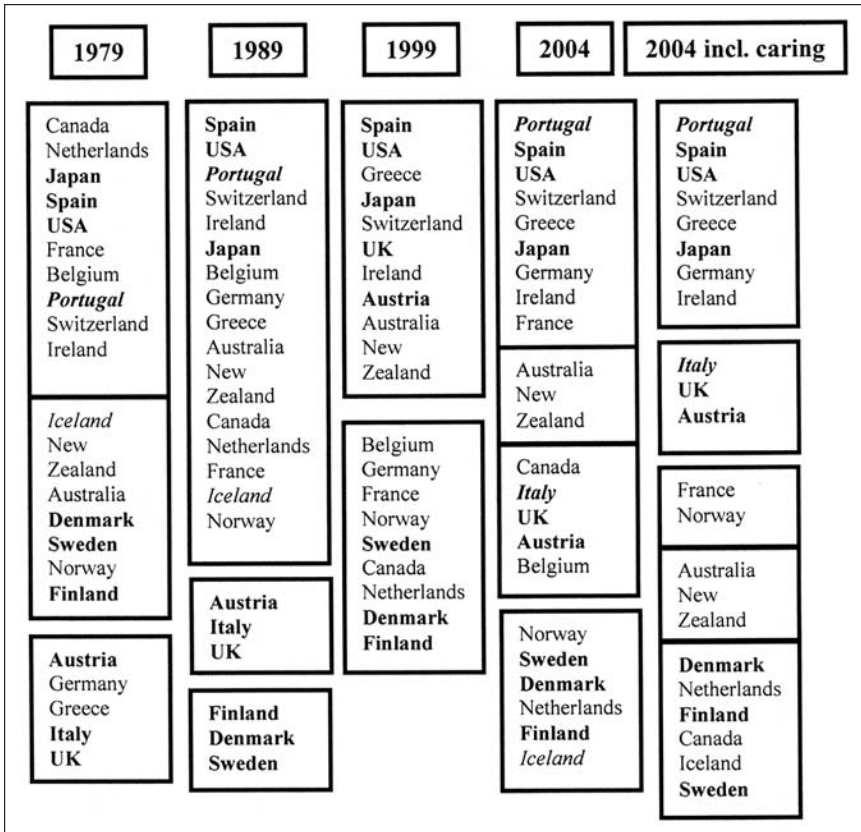 1979
1989
1999
2004
2004 incl. caring
Canada
Netherlands
Japan
Spain
USA
France
Belgium
Portugal
Switzerland
Ireland
Iceland
New
Zealand
Australia
Denmark
Sweden
Norway
Finland
Austria
Germany
Greece
Italy
UK
Spain
USA
Portugal
Switzerland
Ireland
Japan
Belgium
Germany
Greece
Australia
New
Zealand
Canada
Netherlands
France
Iceland
Norway
Austria
Italy
UK
Finland
Denmark
Sweden
Spain
USA
Greece
Japan
Switzerland
UK
Ireland
Austria
Australia
New
Zealand
Belgium
Germany
France
Norway
Sweden
Canada
Netherlands
Denmark
Finland
Portugal
Spain
USA
Switzerland
Greece
Japan
Germany
Ireland
France
Australia
New
Zealand
Canada
Italy
UK
Austria
Belgium
Norway
Sweden
Denmark
Netherlands
Finland
Iceland
Portugal
Spain
USA
Switzerland
Greece
Japan
Germany
Ireland
Italy
UK
Austria
France
Norway
Australia
New
Zealand
Denmark
Netherlands
Finland
Canada
Iceland
Sweden